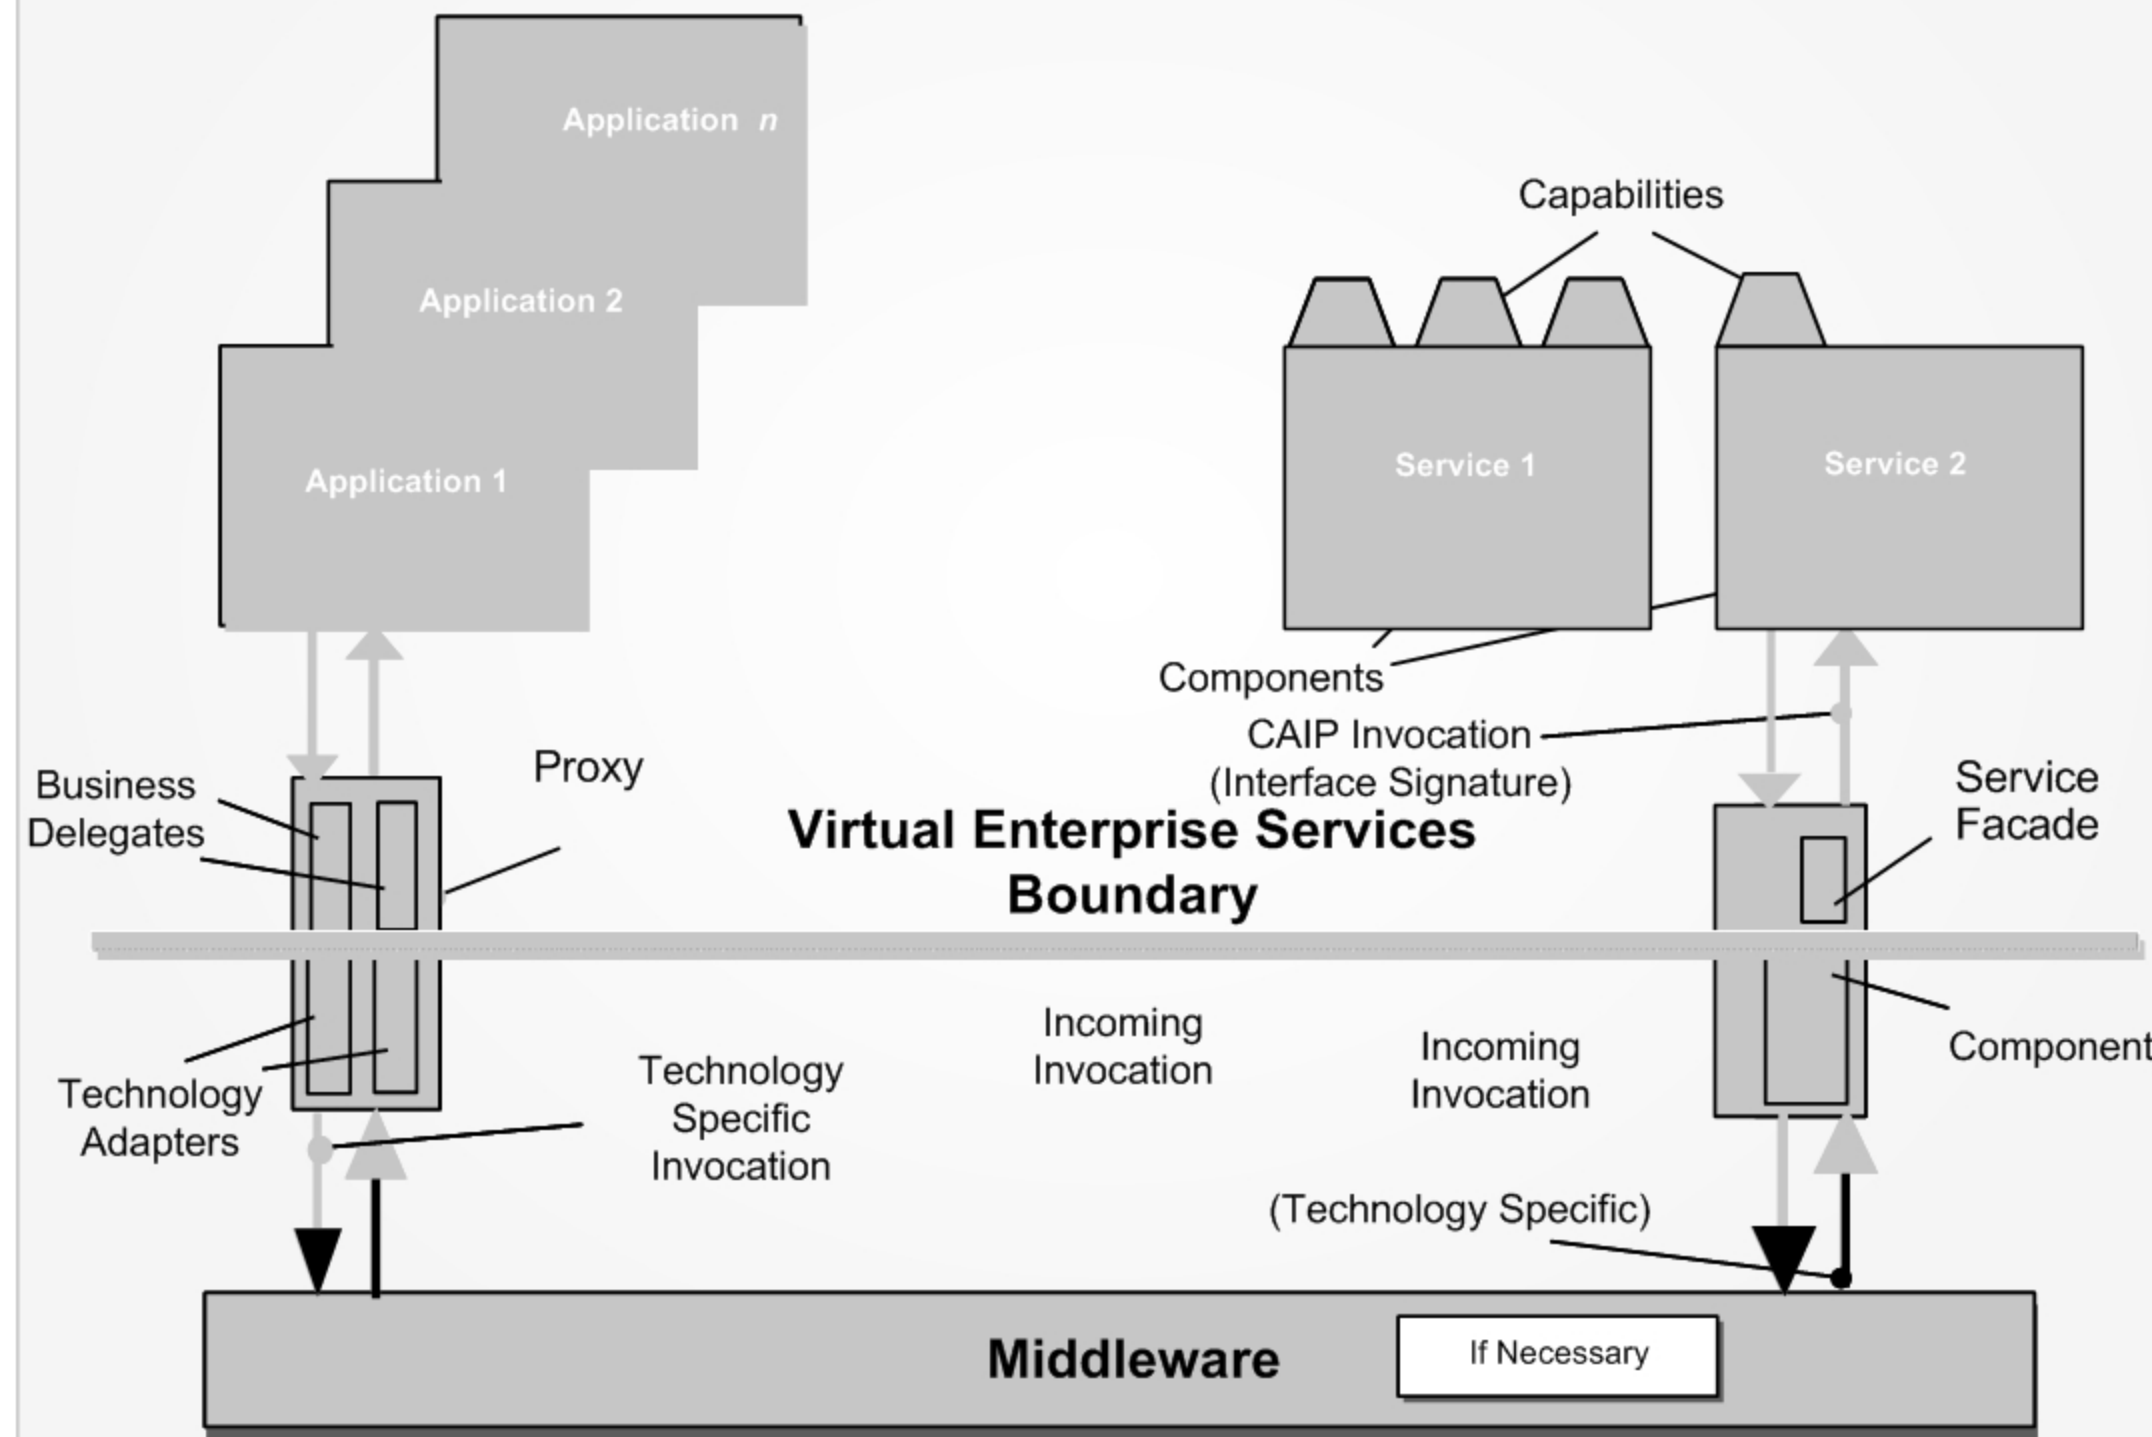 Application n
Capabilities
Application 2
Service 1
Service 2
Application 1
Components
CAIP Invocation
(Interface Signature)
Proxy
Business
Delegates
Service
Facade
Virtual Enterprise Services
Boundary
Incoming
Invocation
Incoming
Invocation
Component
Technology
Specific
Invocation
Technology
Adapters
(Technology Specific)
Middleware
If Necessary